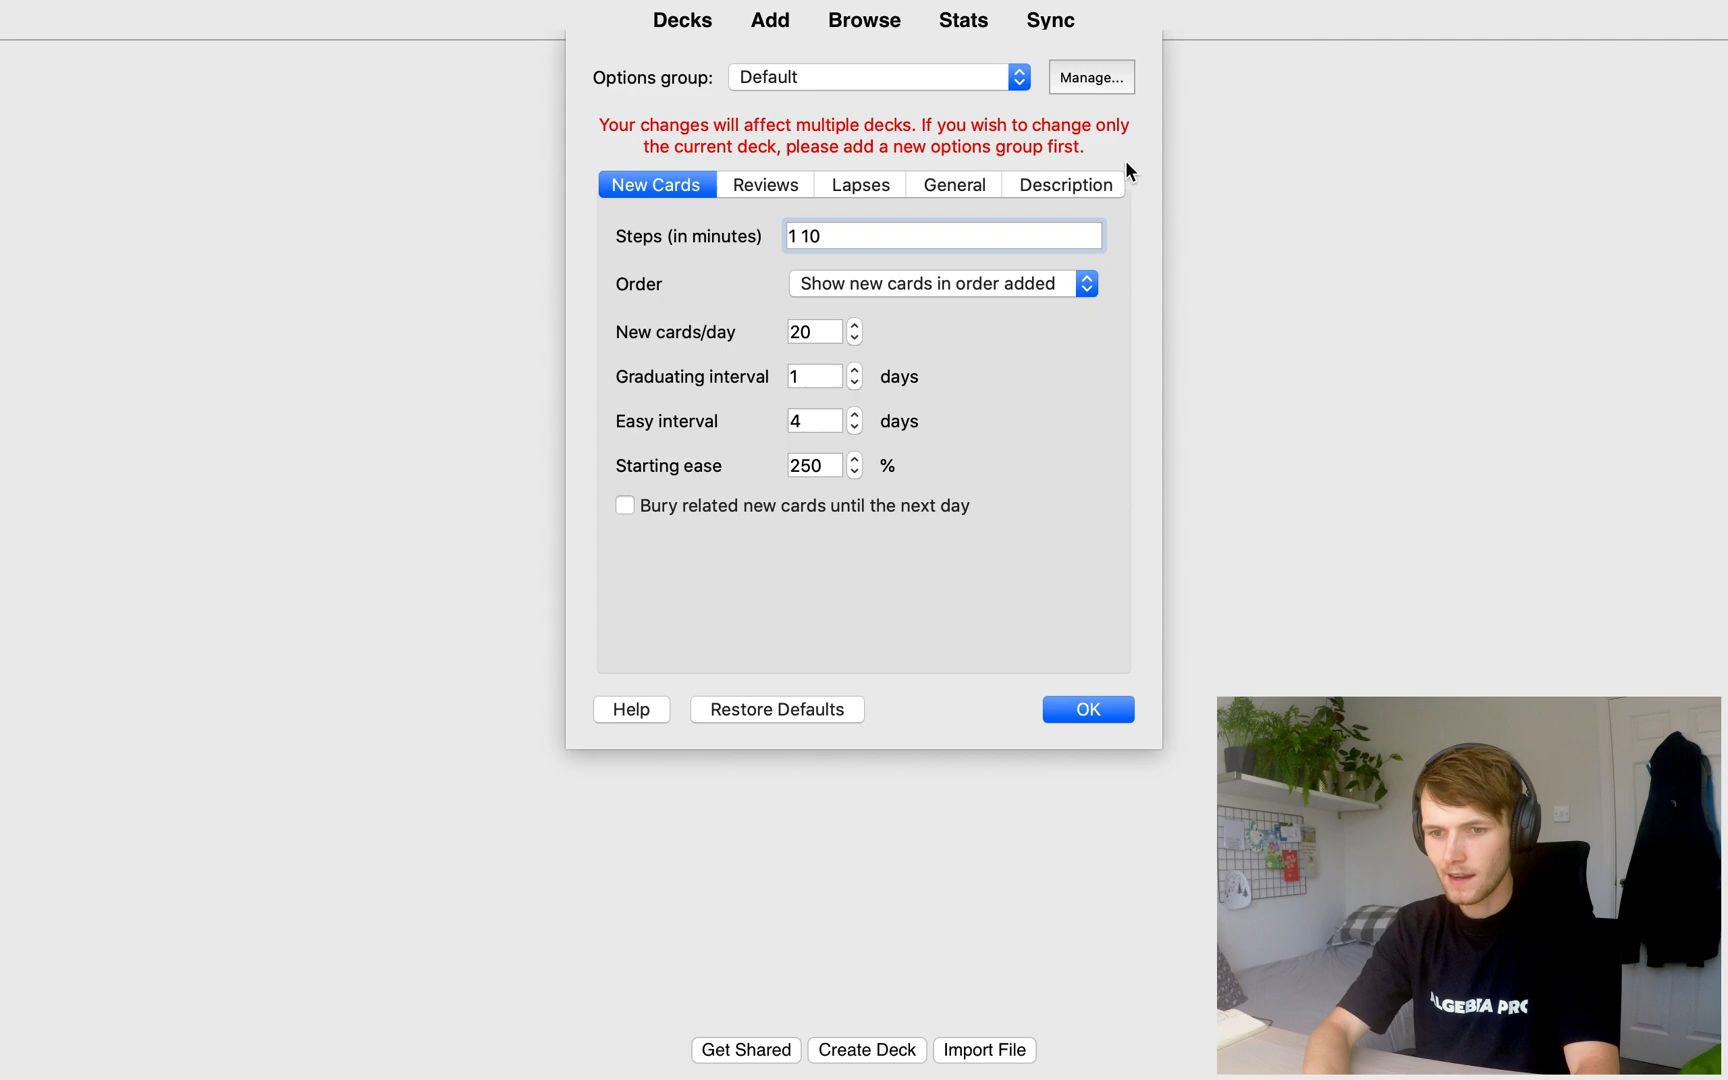 Decks Add Browse Stats Sync
Options group: Default Manage...
Your changes will affect multiple decks. If you wish to change only
the current deck, please add a new options group first.
New Cards Reviews Lapses General Description
Steps (in minutes) 1 10
Order Show new cards in order added
New cards/day 20
Graduating interval 1 days
Easy interval 4 days
Starting ease 250 %
Bury related new cards until the next day
Help Restore Defaults OK
Get Shared Create Deck Import File